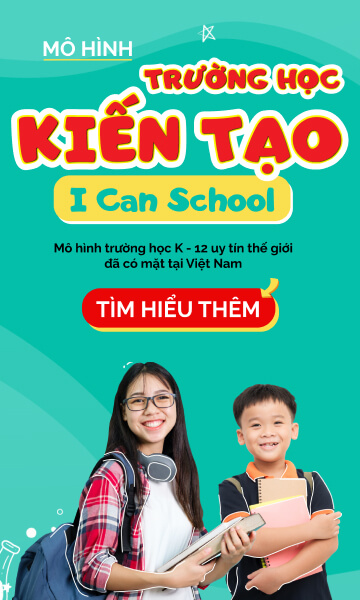 MÔ HÌNH
TRƯỜNG HỌC
KIẾN TẠO
I Can School
Mô hình trường học K - 12 uy tín thế giới
đã có mặt tại Việt Nam
TÌM HIỂU THÊM